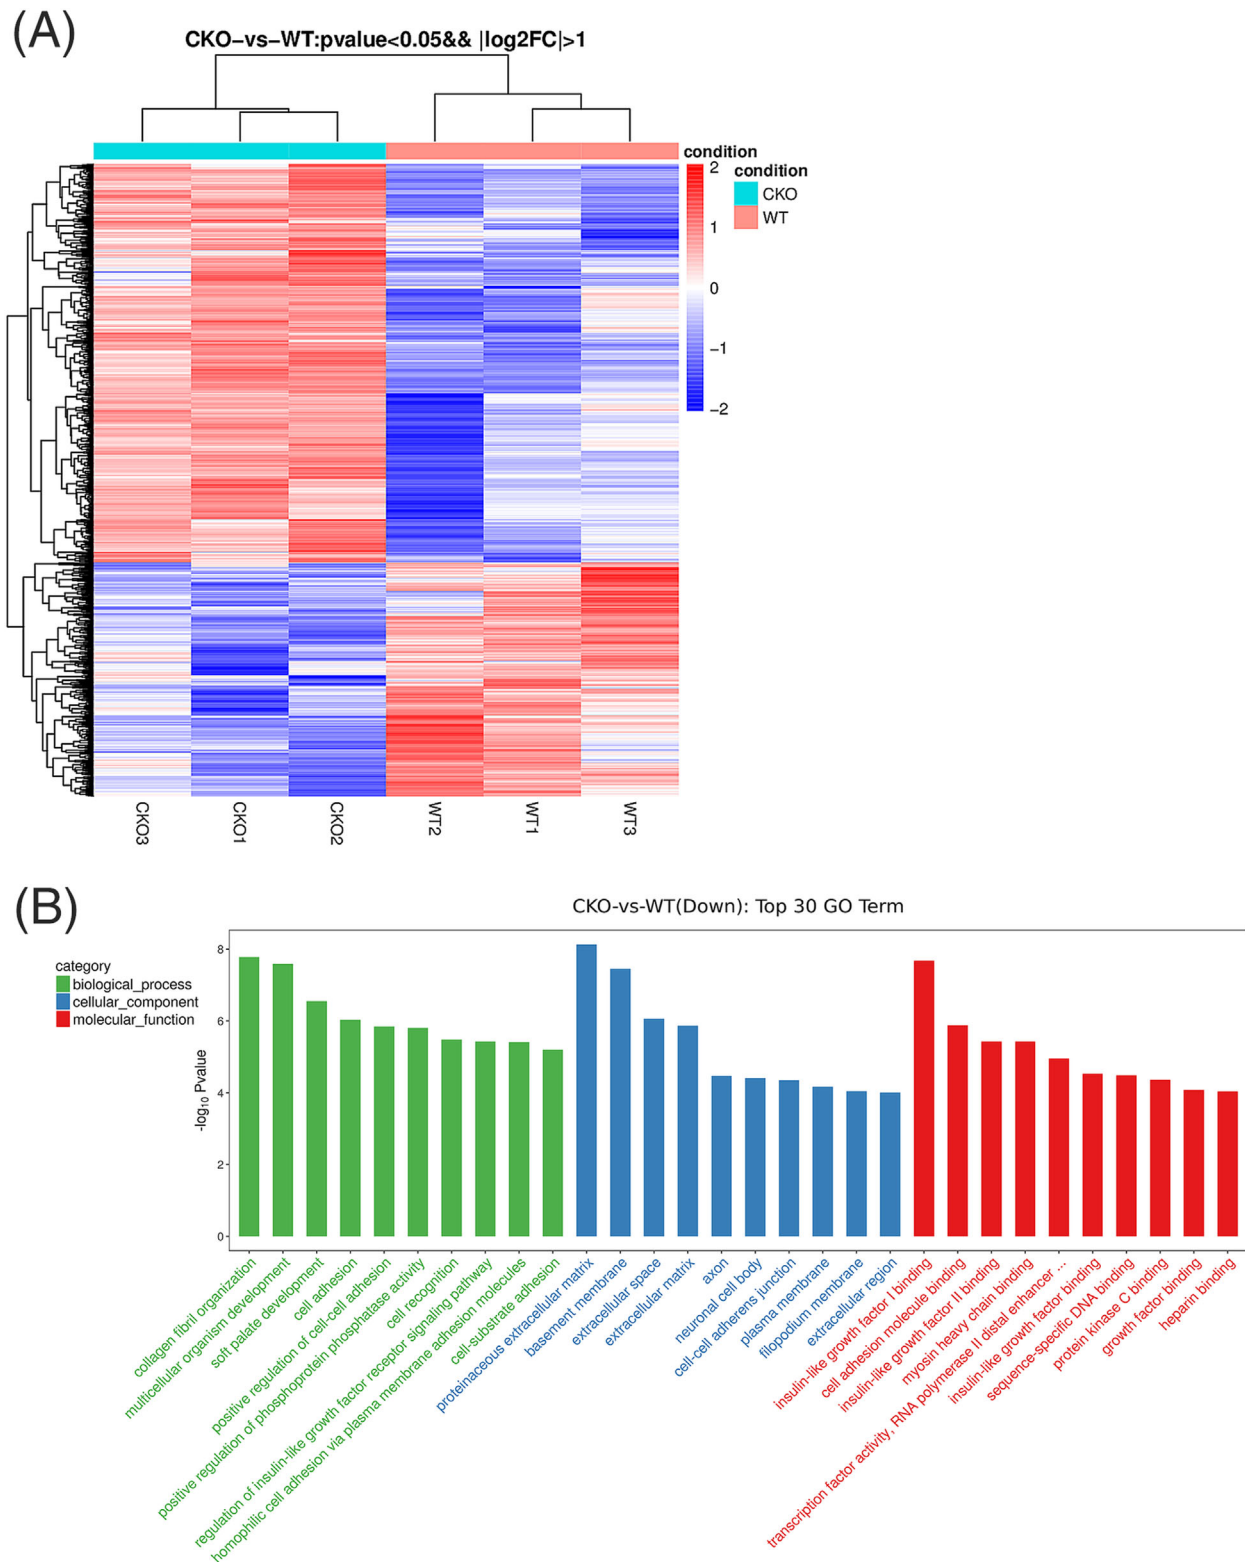 (A)
CKO−vs−WT:pvalue<0.05&& |log2FC|>1
condition
2
1
0
−1
−2
condition
CKO
WT
CKO3
CKO1
CKO2
WT2
WT1
WT3
(B)
CKO-vs-WT(Down): Top 30 GO Term
category
biological_process
cellular_component
molecular_function
-log10 Pvalue
8
6
4
2
0
collagen fibril organization
multicellular organism development
soft palate development
cell adhesion
positive regulation of cell-cell adhesion
positive regulation of phosphoprotein phosphatase activity
cell recognition
regulation of insulin-like growth factor receptor signaling pathway
homophilic cell adhesion via plasma membrane adhesion molecules
cell-substrate adhesion
proteinaceous extracellular matrix
basement membrane
extracellular space
extracellular matrix
axon
neuronal cell body
cell-cell adherens junction
plasma membrane
filopodium membrane
extracellular region
insulin-like growth factor I binding
cell adhesion molecule binding
insulin-like growth factor II binding
myosin heavy chain binding
transcription factor activity, RNA polymerase II distal enhancer ...
insulin-like growth factor binding
sequence-specific DNA binding
protein kinase C binding
growth factor binding
heparin binding